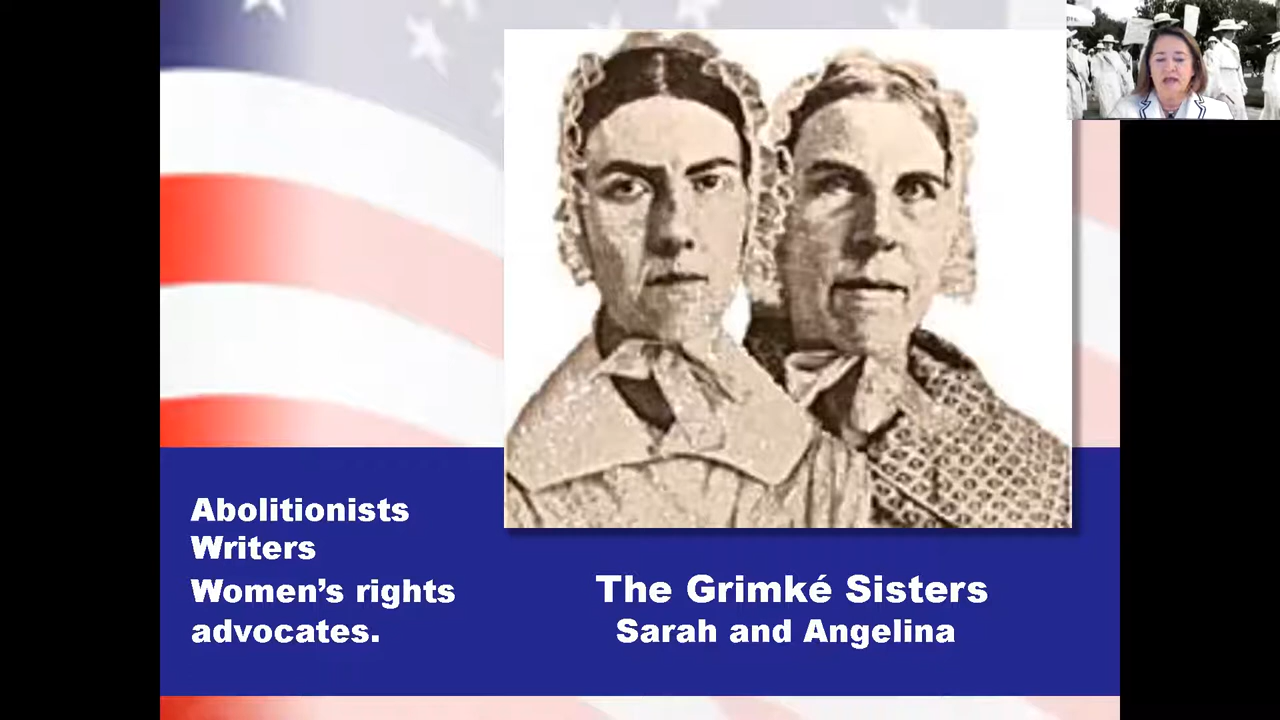 Abolitionists
Writers
Women’s rights
advocates.
The Grimké Sisters
Sarah and Angelina